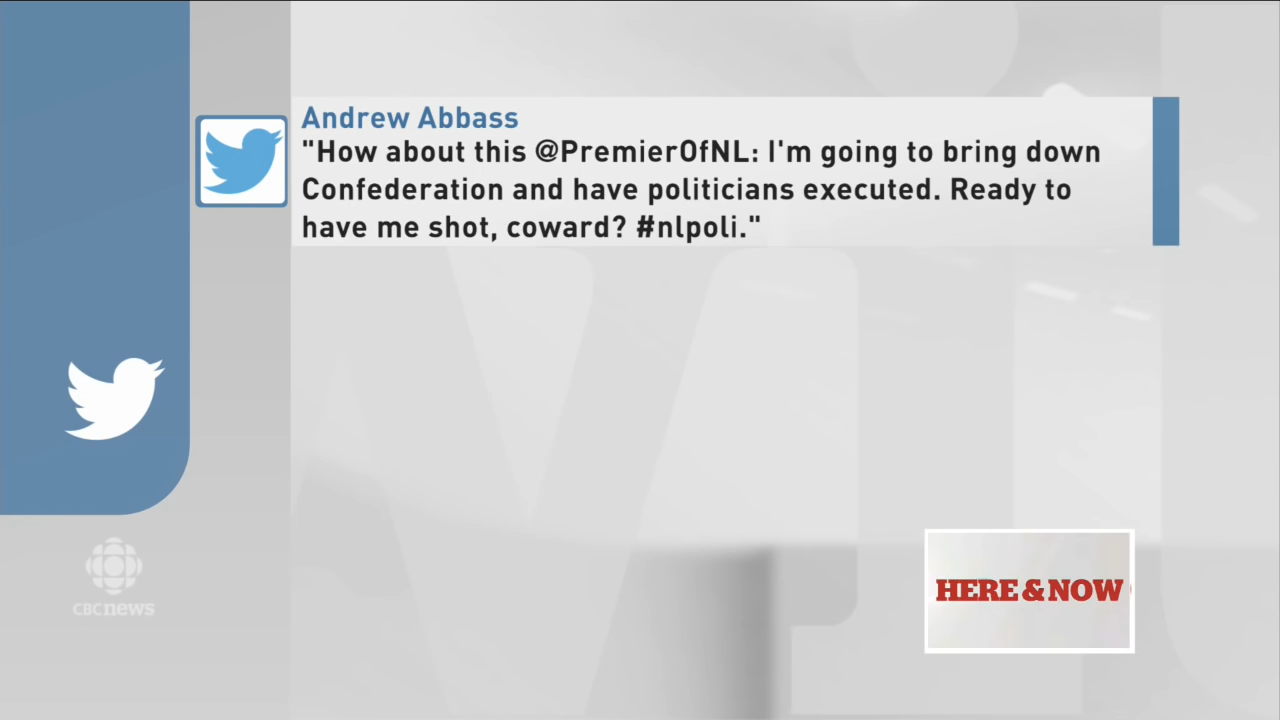 Andrew Abbass
"How about this @PremierOfNL: I'm going to bring down
Confederation and have politicians executed. Ready to
have me shot, coward? #nlpoli."
CBCnews
HERE & NOW